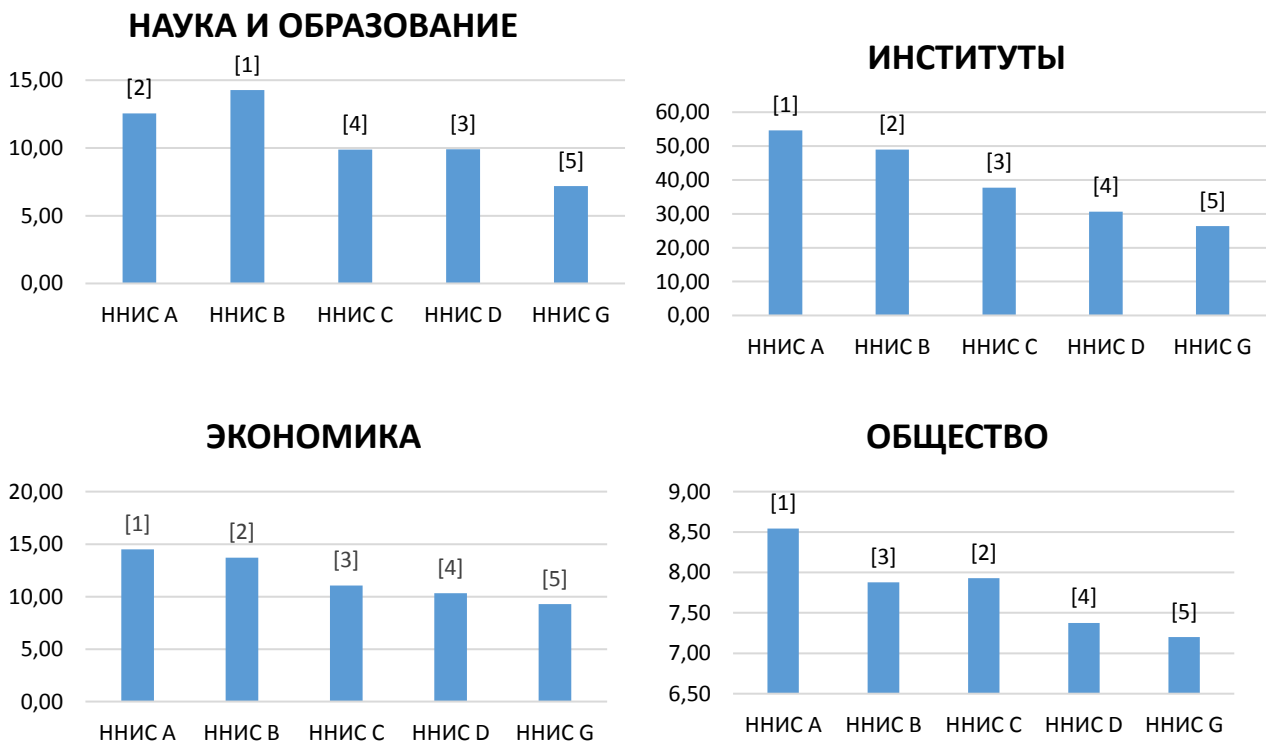 НАУКА И ОБРАЗОВАНИЕ
15,00
10,00
5,00
0,00
[2]
[1]
[4]
[3]
[5]
ННИС A
ННИС B
ННИС C
ННИС D
ННИС G
ИНСТИТУТЫ
60,00
50,00
40,00
30,00
20,00
10,00
0,00
[1]
[2]
[3]
[4]
[5]
ННИС A
ННИС B
ННИС C
ННИС D
ННИС G
ЭКОНОМИКА
20,00
15,00
10,00
5,00
0,00
[1]
[2]
[3]
[4]
[5]
ННИС A
ННИС B
ННИС C
ННИС D
ННИС G
ОБЩЕСТВО
9,00
8,50
8,00
7,50
7,00
6,50
[1]
[3]
[2]
[4]
[5]
ННИС A
ННИС B
ННИС C
ННИС D
ННИС G